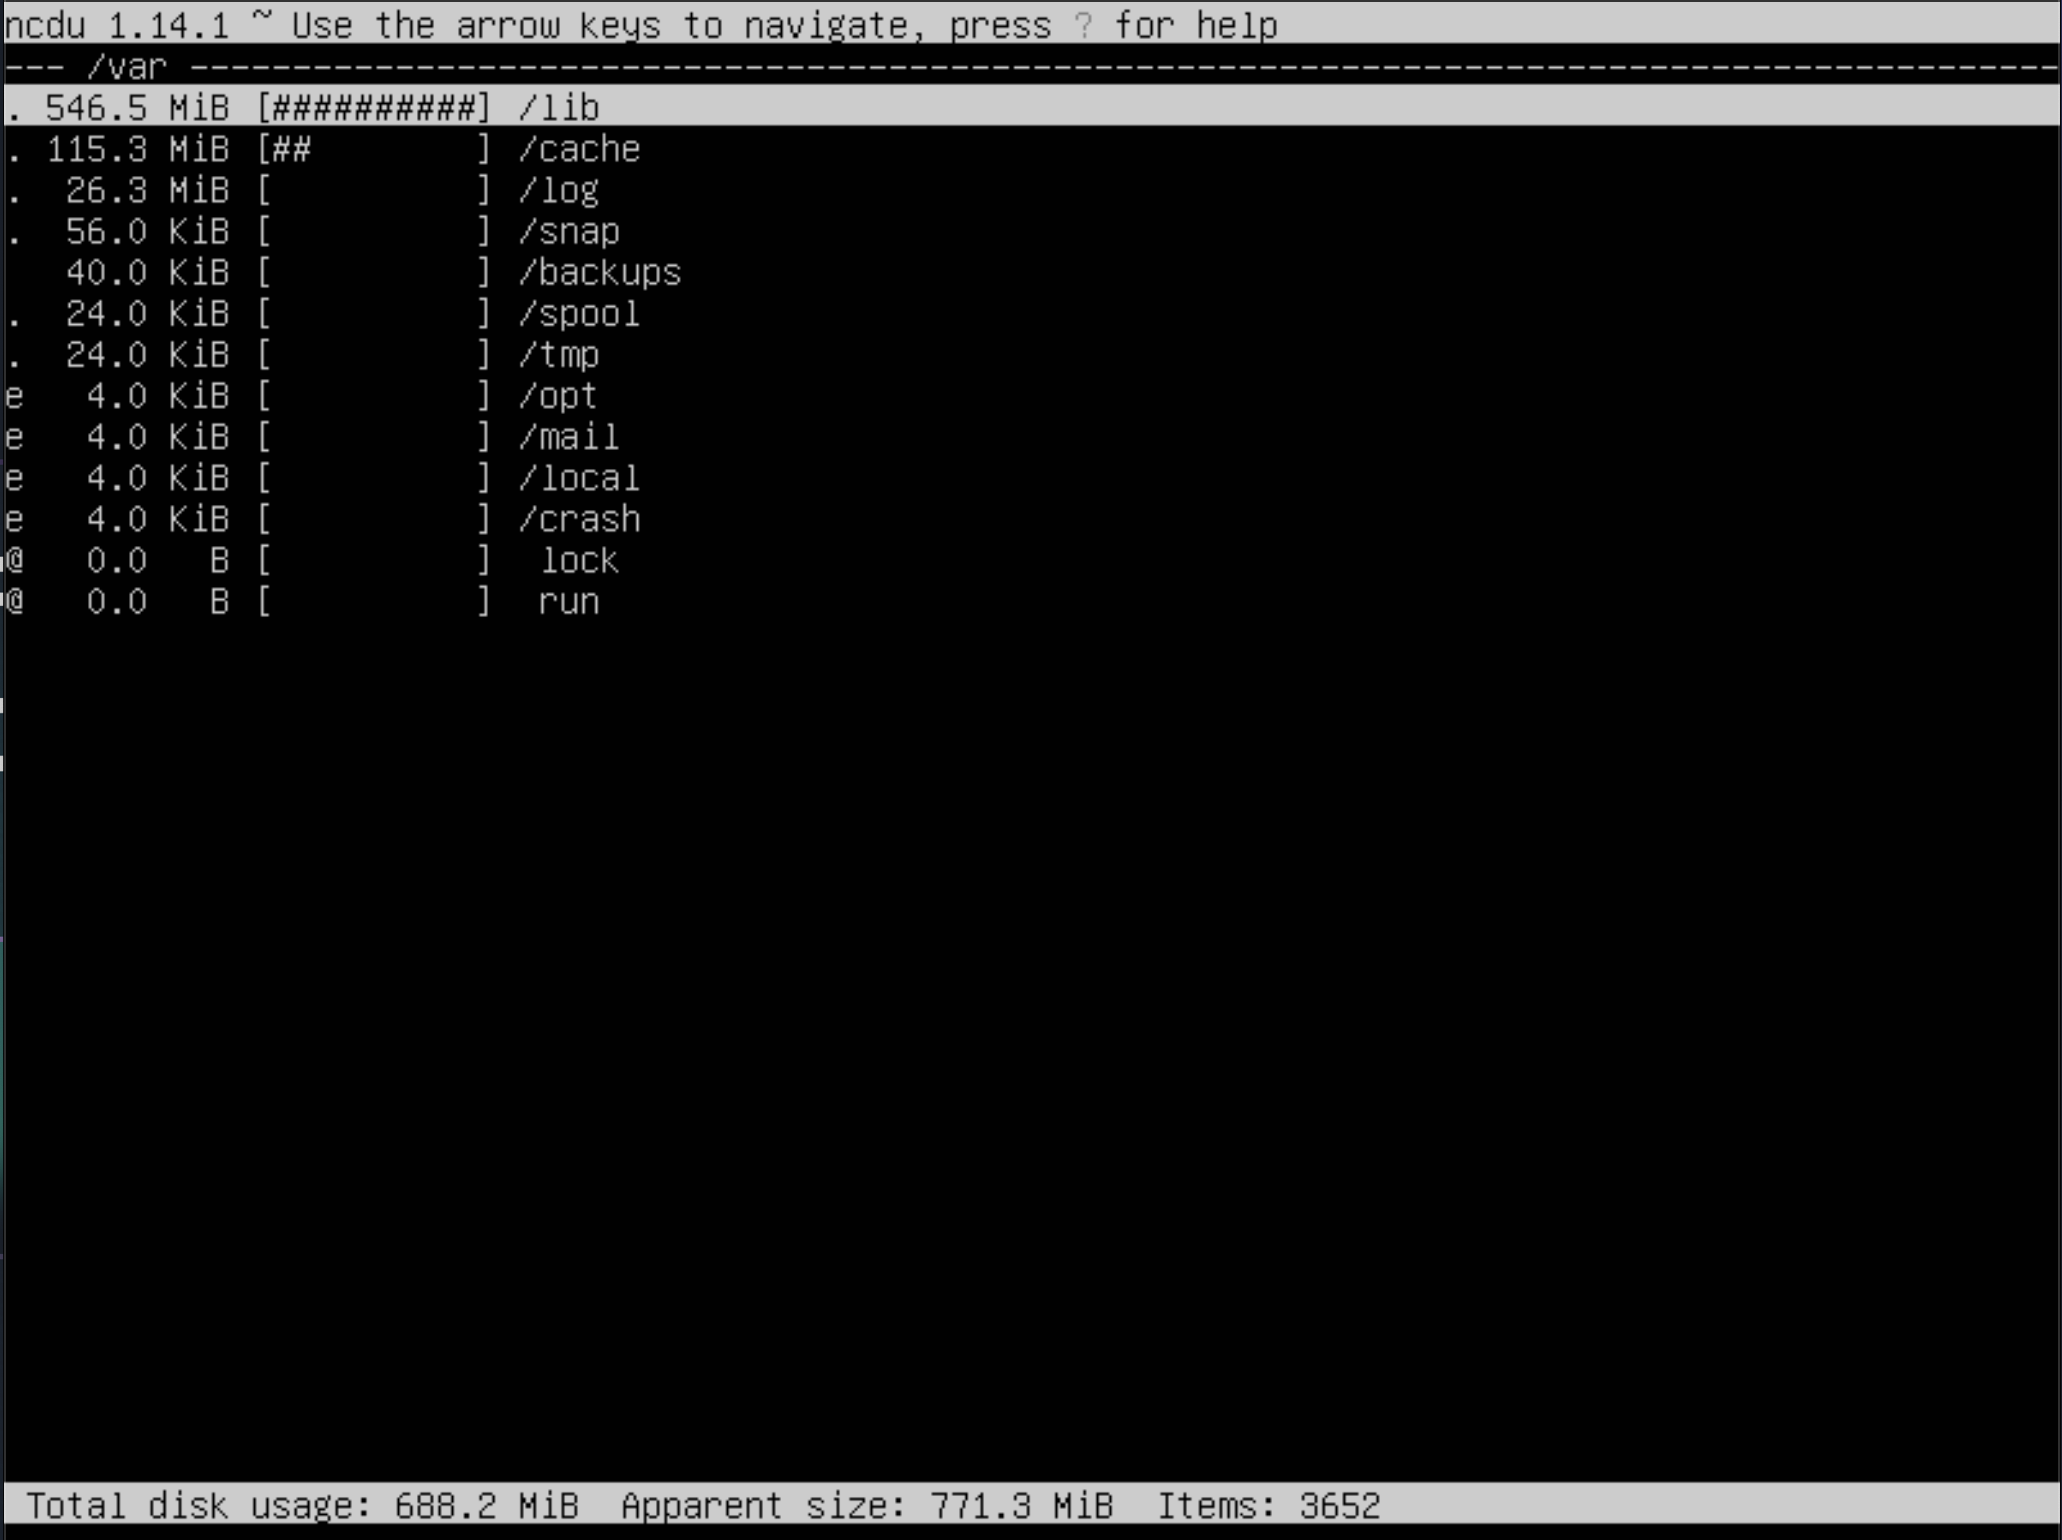 ncdu 1.14.1 ~ Use the arrow keys to navigate, press ? for help
--- /var -------------------------------------------------------------------------------------------
. 546.5 MiB [##########] /lib
. 115.3 MiB [##        ] /cache
.  26.3 MiB [          ] /log
.  56.0 KiB [          ] /snap
   40.0 KiB [          ] /backups
.  24.0 KiB [          ] /spool
.  24.0 KiB [          ] /tmp
e   4.0 KiB [          ] /opt
e   4.0 KiB [          ] /mail
e   4.0 KiB [          ] /local
e   4.0 KiB [          ] /crash
@   0.0   B [          ]  lock
@   0.0   B [          ]  run
Total disk usage: 688.2 MiB  Apparent size: 771.3 MiB  Items: 3652